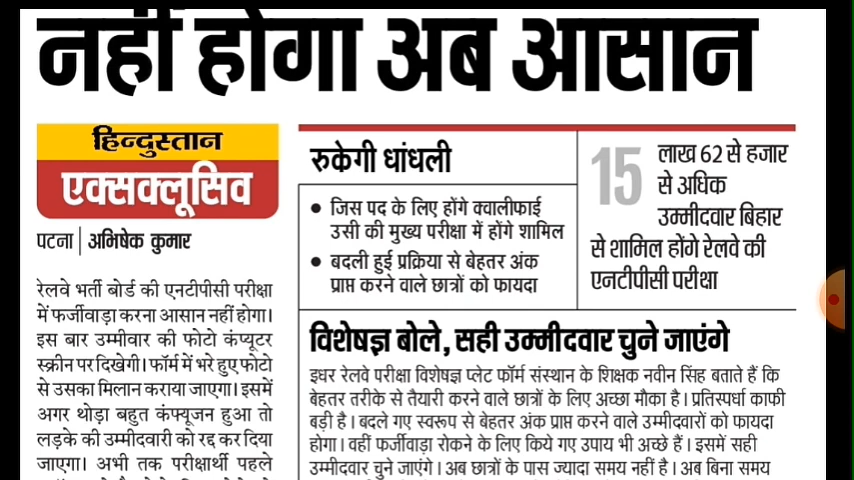 नहीं होगा अब आसान
हिन्दुस्तान
एक्सक्लूसिव
पटना | अभिषेक कुमार
रेलवे भर्ती बोर्ड की एनटीपीसी परीक्षा
में फर्जीवाड़ा करना आसान नहीं होगा।
इस बार उम्मीवार की फोटो कंप्यूटर
स्क्रीन पर दिखेगी। फॉर्म में भरे हुए फोटो
से उसका मिलान कराया जाएगा। इसमें
अगर थोड़ा बहुत कंफ्यूजन हुआ तो
लड़के की उम्मीदवारी को रद्द कर दिया
जाएगा। अभी तक परीक्षार्थी पहले
रुकेगी धांधली
● जिस पद के लिए होंगे क्वालीफाई
उसी की मुख्य परीक्षा में होंगे शामिल
● बदली हुई प्रक्रिया से बेहतर अंक
प्राप्त करने वाले छात्रों को फायदा
15 लाख 62 से हजार
से अधिक
उम्मीदवार बिहार
से शामिल होंगे रेलवे की
एनटीपीसी परीक्षा
विशेषज्ञ बोले, सही उम्मीदवार चुने जाएंगे
इधर रेलवे परीक्षा विशेषज्ञ प्लेट फॉर्म संस्थान के शिक्षक नवीन सिंह बताते हैं कि
बेहतर तरीके से तैयारी करने वाले छात्रों के लिए अच्छा मौका है। प्रतिस्पर्धा काफी
बड़ी है। बदले गए स्वरूप से बेहतर अंक प्राप्त करने वाले उम्मीदवारों को फायदा
होगा। वहीं फर्जीवाड़ा रोकने के लिए किये गए उपाय भी अच्छे हैं। इसमें सही
उम्मीदवार चुने जाएंगे। अब छात्रों के पास ज्यादा समय नहीं है। अब बिना समय